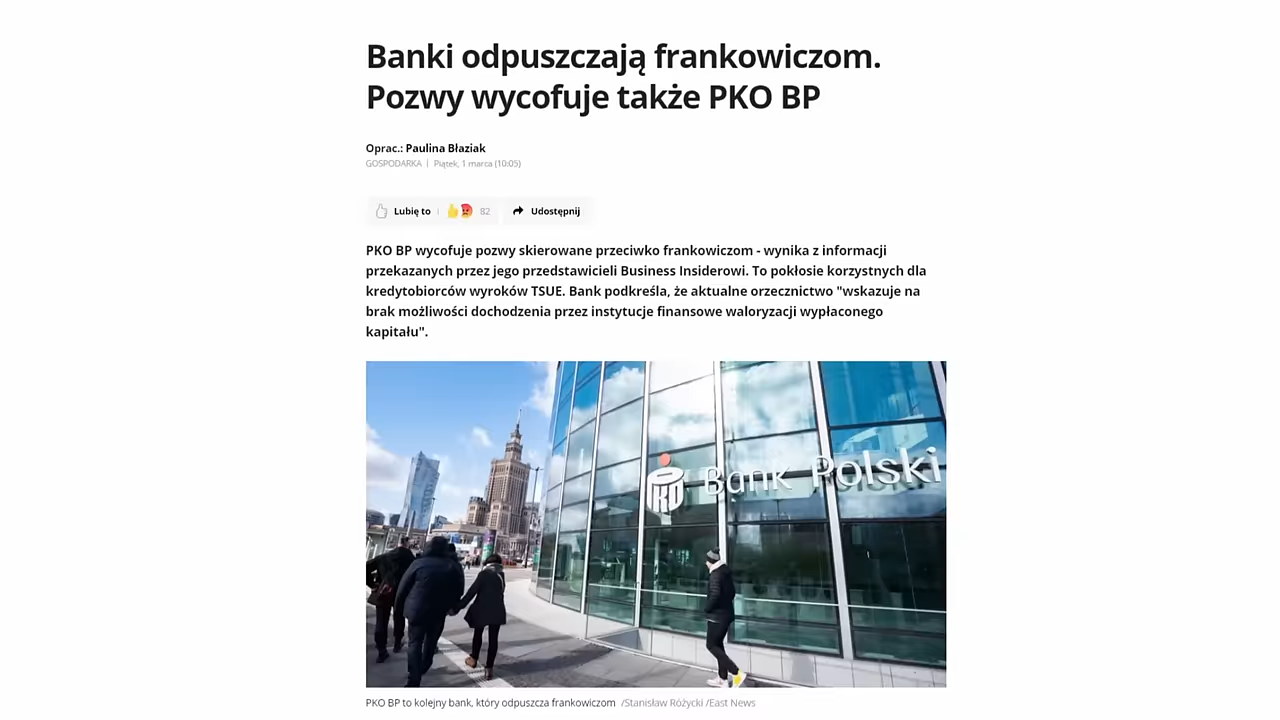 Banki odpuszczają frankowiczom.
Pozwy wycofuje także PKO BP
Oprac.: Paulina Błaziak
GOSPODARKA | Piątek, 1 marca (10:05)
Lubię to | 82 Udostępnij
PKO BP wycofuje pozwy skierowane przeciwko frankowiczom - wynika z informacji
przekazanych przez jego przedstawicieli Business Insiderowi. To pokłosie korzystnych dla
kredytobiorców wyroków TSUE. Bank podkreśla, że aktualne orzecznictwo "wskazuje na
brak możliwości dochodzenia przez instytucje finansowe waloryzacji wypłaconego
kapitału".
PKO Bank Polski
PKO BP to kolejny bank, który odpuszcza frankowiczom /Stanisław Różycki /East News